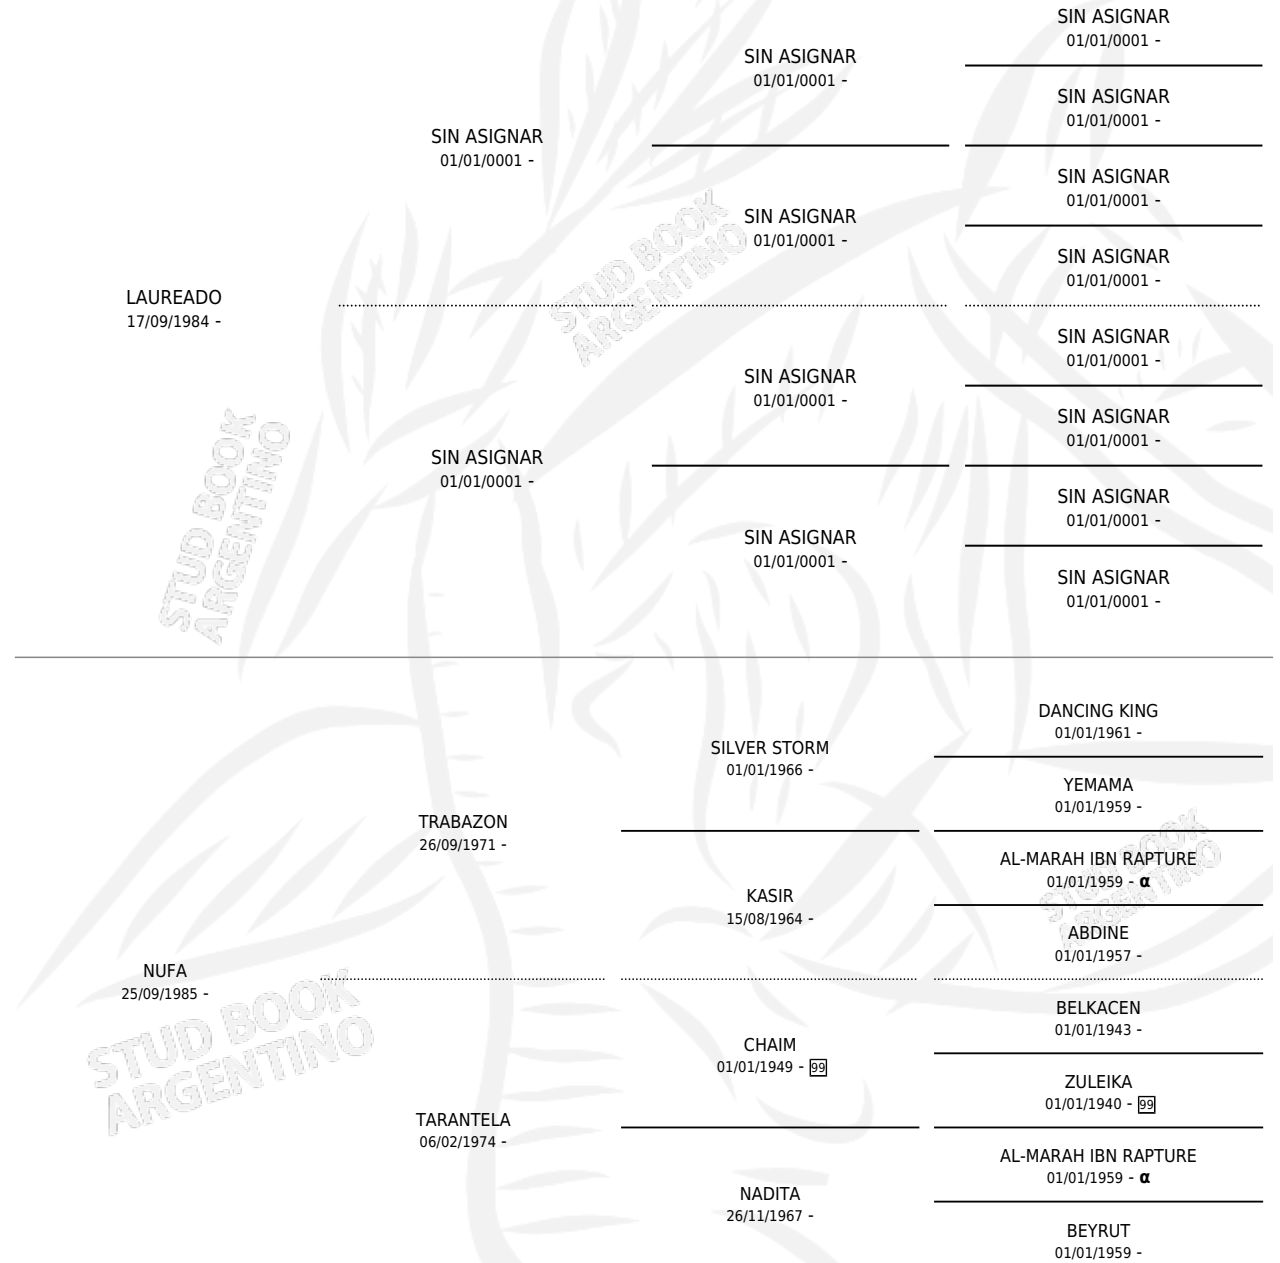 SIN ASIGNAR
01/01/0001 -
SIN ASIGNAR
01/01/0001 -
SIN ASIGNAR
01/01/0001 -
SIN ASIGNAR
01/01/0001 -
SIN ASIGNAR
01/01/0001 -
SIN ASIGNAR
01/01/0001 -
SIN ASIGNAR
01/01/0001 -
STUD BOOK
ARGENTINO
LAUREADO
17/09/1984 -
SIN ASIGNAR
01/01/0001 -
SIN ASIGNAR
01/01/0001 -
SIN ASIGNAR
01/01/0001 -
SIN ASIGNAR
01/01/0001 -
SIN ASIGNAR
01/01/0001 -
SIN ASIGNAR
01/01/0001 -
SIN ASIGNAR
01/01/0001 -
STUD BOOK
ARGENTINO
DANCING KING
01/01/1961 -
SILVER STORM
01/01/1966 -
YEMAMA
01/01/1959 -
TRABAZON
26/09/1971 -
AL-MARAH IBN RAPTURE
01/01/1959 - α
KASIR
15/08/1964 -
ABDINE
01/01/1957 -
STUD BOOK
ARGENTINO
NUFA
25/09/1985 -
BELKACEN
01/01/1943 -
CHAIM
01/01/1949 - 99
ZULEIKA
01/01/1940 - 99
STUD BOOK
ARGENTINO
TARANTELA
06/02/1974 -
AL-MARAH IBN RAPTURE
01/01/1959 - α
NADITA
26/11/1967 -
BEYRUT
01/01/1959 -